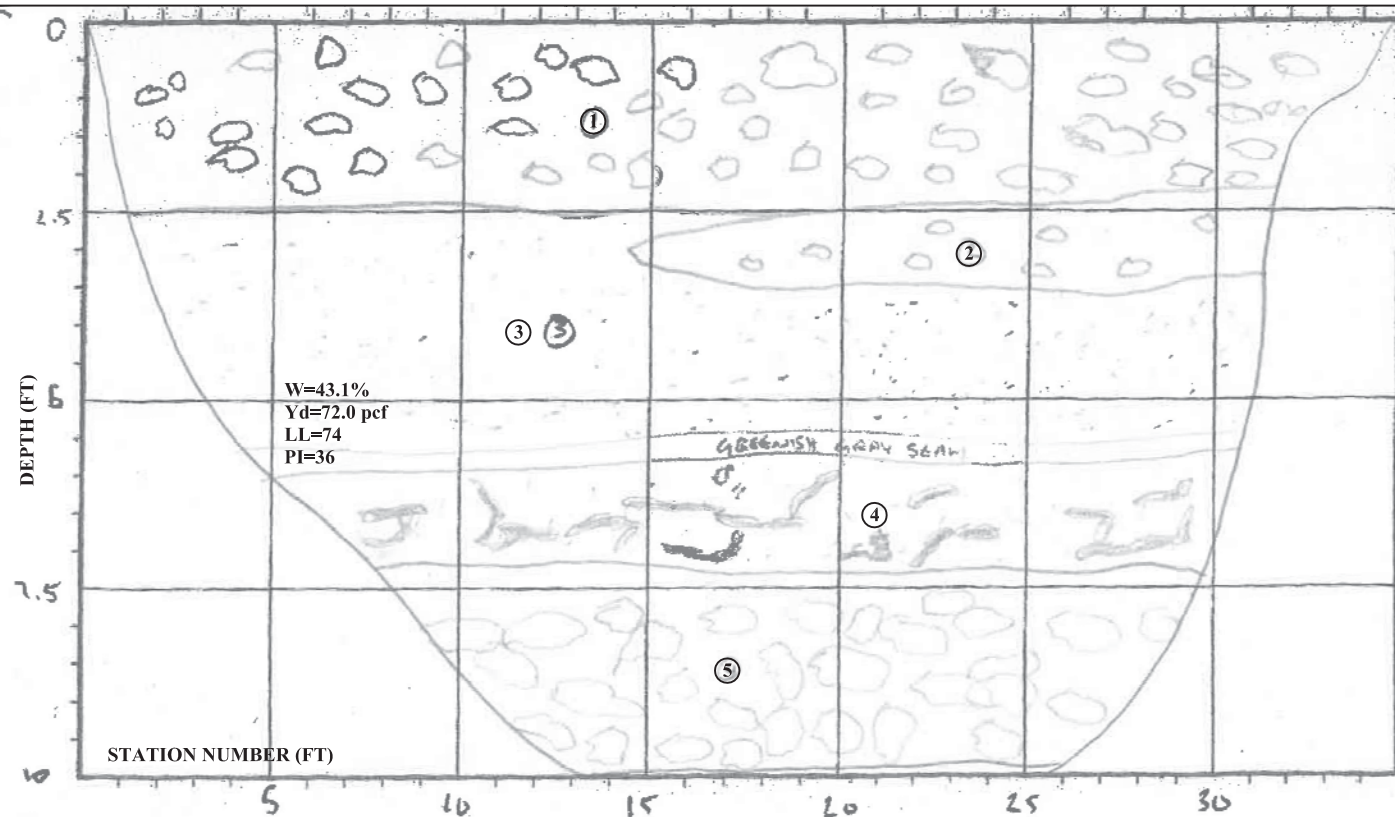 0
①
2.5
②
③ ③
DEPTH (FT)
5
W=43.1%
Yd=72.0 pcf
LL=74
PI=36
GREENISH GRAY SEAM
④
7.5
⑤
STATION NUMBER (FT)
10
5 10 15 20 25 30